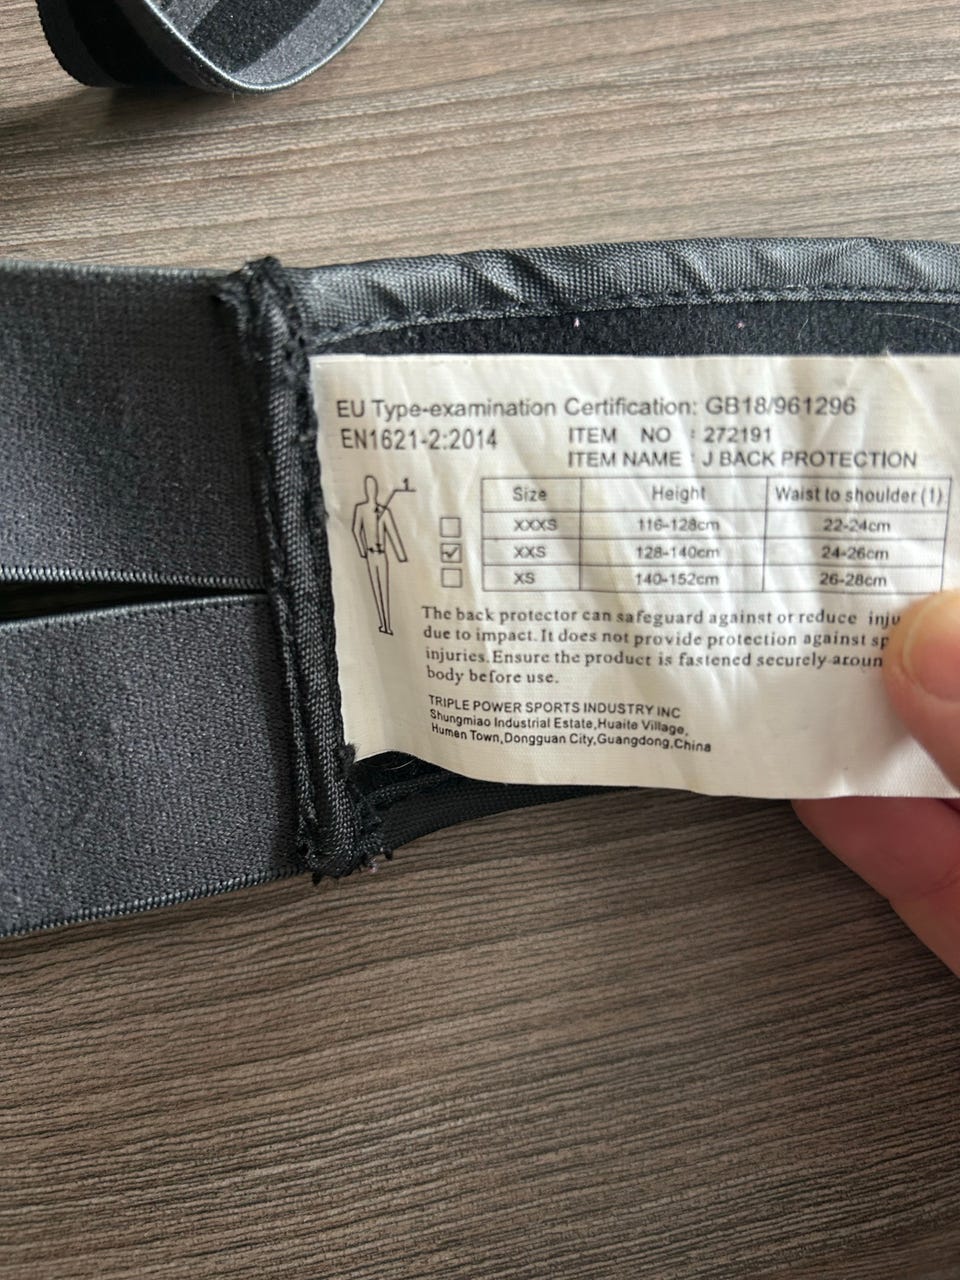 EU Type-examination Certification: GB18/961296
EN1621-2:2014
ITEM NO : 272191
ITEM NAME : J BACK PROTECTION
1
Size Height Waist to shoulder (1)
XXXS 116-128cm 22-24cm
XXS 128-140cm 24-26cm
XS 140-152cm 26-28cm
The back protector can safeguard against or reduce
due to impact. It does not provide protection against
injuries. Ensure the product is fastened securely
body before use.
TRIPLE POWER SPORTS INDUSTRY INC
Shungmiao Industrial Estate,Huaite Village,
Humen Town,Dongguan City,Guangdong,China